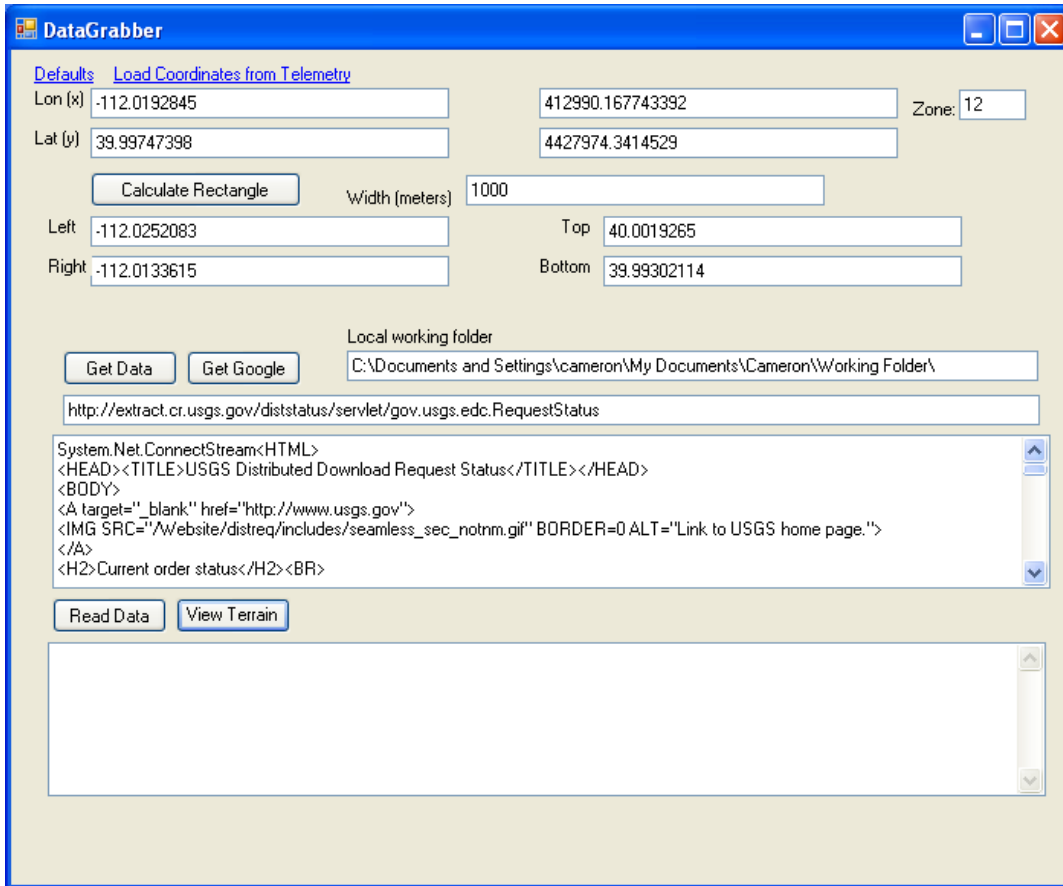 DataGrabber
Defaults Load Coordinates from Telemetry
Lon (x) -112.0192845 412990.167743392 Zone: 12
Lat (y) 39.99747398 4427974.3414529
Calculate Rectangle Width (meters) 1000
Left -112.0252083 Top 40.0019265
Right -112.0133615 Bottom 39.99302114
Local working folder
Get Data Get Google C:\Documents and Settings\cameron\My Documents\Cameron\Working Folder\
http://extract.cr.usgs.gov/diststatus/servlet/gov.usgs.edc.RequestStatus
System.Net.ConnectStream<HTML>
<HEAD><TITLE>USGS Distributed Download Request Status</TITLE></HEAD>
<BODY>
<A target="_blank" href="http://www.usgs.gov">
<IMG SRC="/Website/distreq/includes/seamless_sec_notnm.gif" BORDER=0 ALT="Link to USGS home page.">
</A>
<H2>Current order status</H2><BR>
Read Data View Terrain